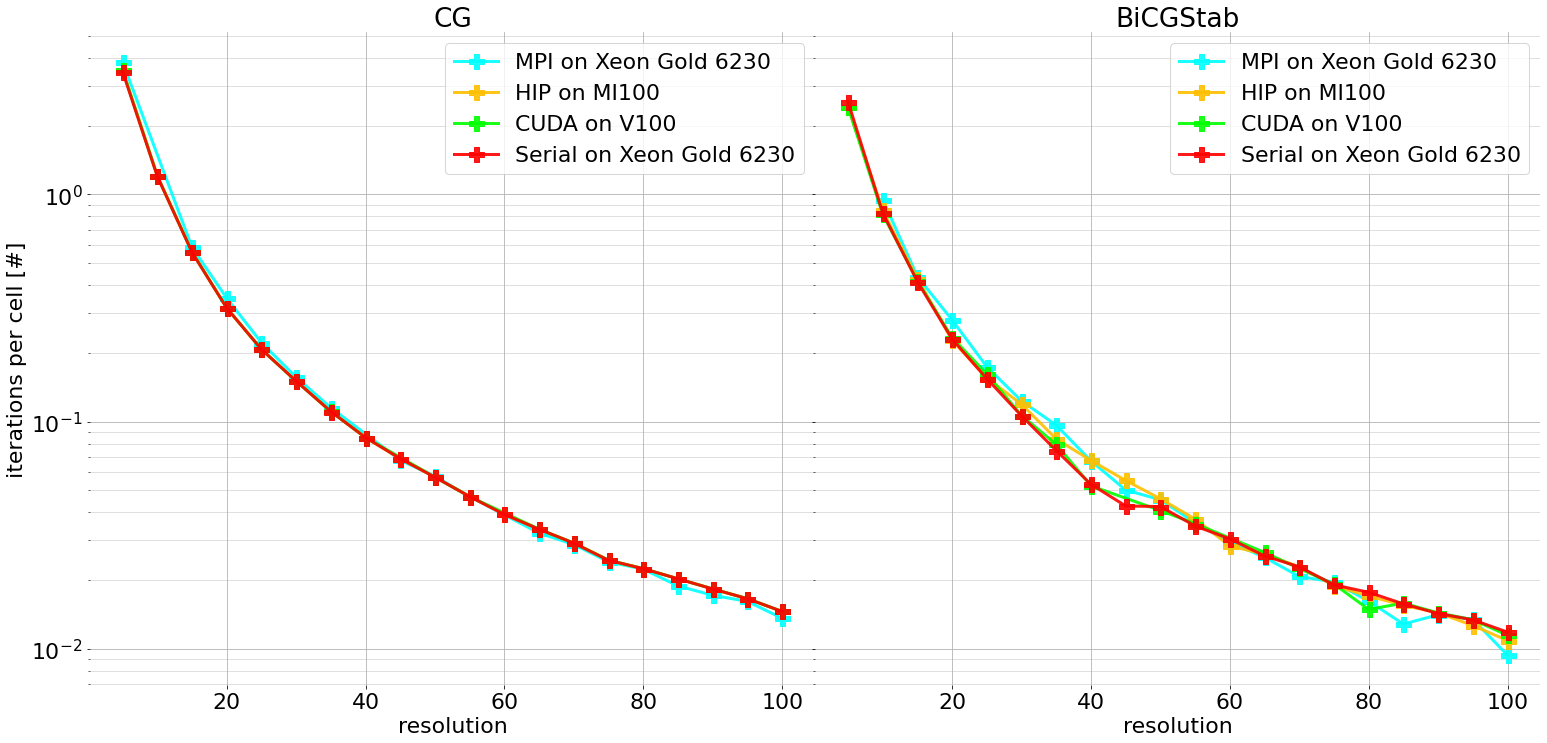 CG
MPI on Xeon Gold 6230
HIP on MI100
CUDA on V100
Serial on Xeon Gold 6230
iterations per cell [#]
10⁰
10⁻¹
10⁻²
20
40
60
80
100
resolution
BiCGStab
MPI on Xeon Gold 6230
HIP on MI100
CUDA on V100
Serial on Xeon Gold 6230
20
40
60
80
100
resolution